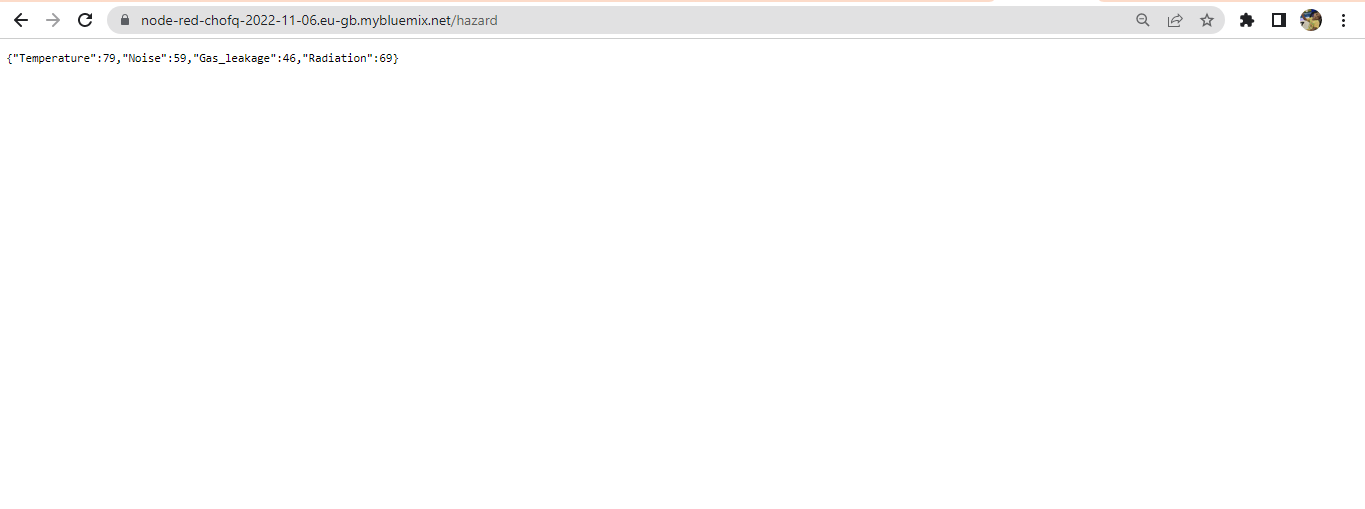 node-red-chofq-2022-11-06.eu-gb.mybluemix.net/hazard
{"Temperature":79,"Noise":59,"Gas_leakage":46,"Radiation":69}